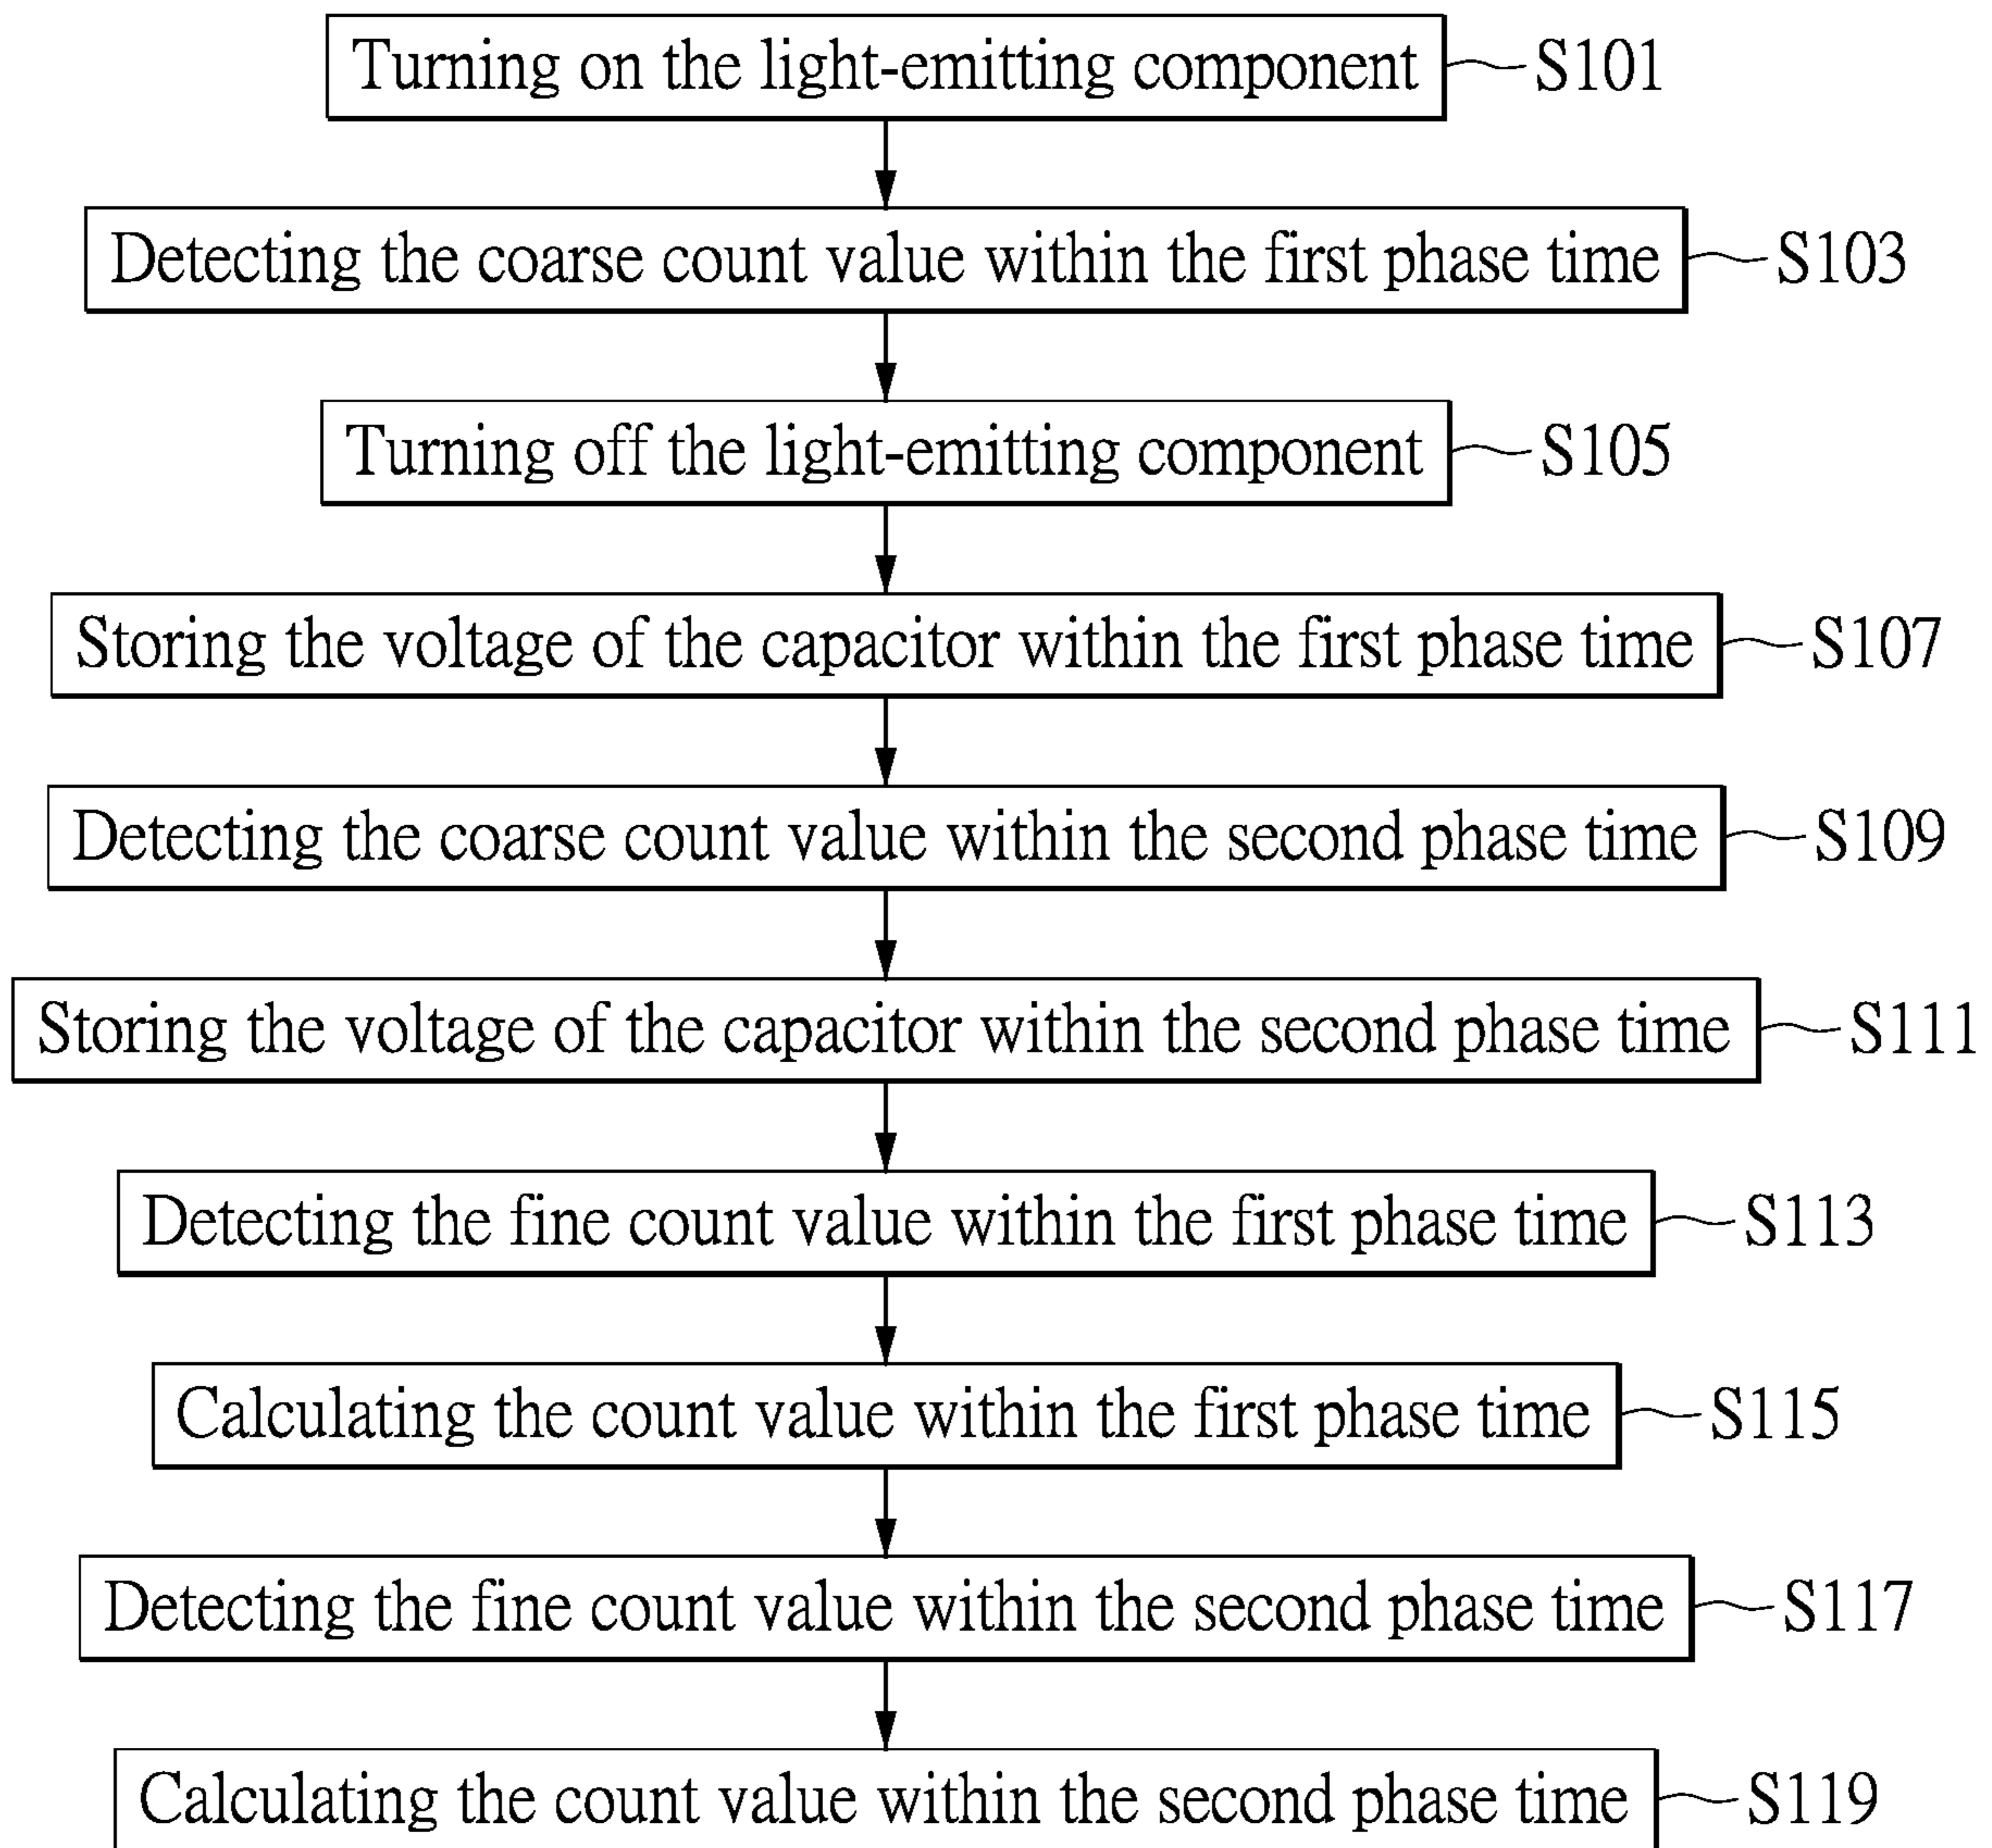 Turning on the light-emitting component S101
Detecting the coarse count value within the first phase time S103
Turning off the light-emitting component S105
Storing the voltage of the capacitor within the first phase time S107
Detecting the coarse count value within the second phase time S109
Storing the voltage of the capacitor within the second phase time S111
Detecting the fine count value within the first phase time S113
Calculating the count value within the first phase time S115
Detecting the fine count value within the second phase time S117
Calculating the count value within the second phase time S119